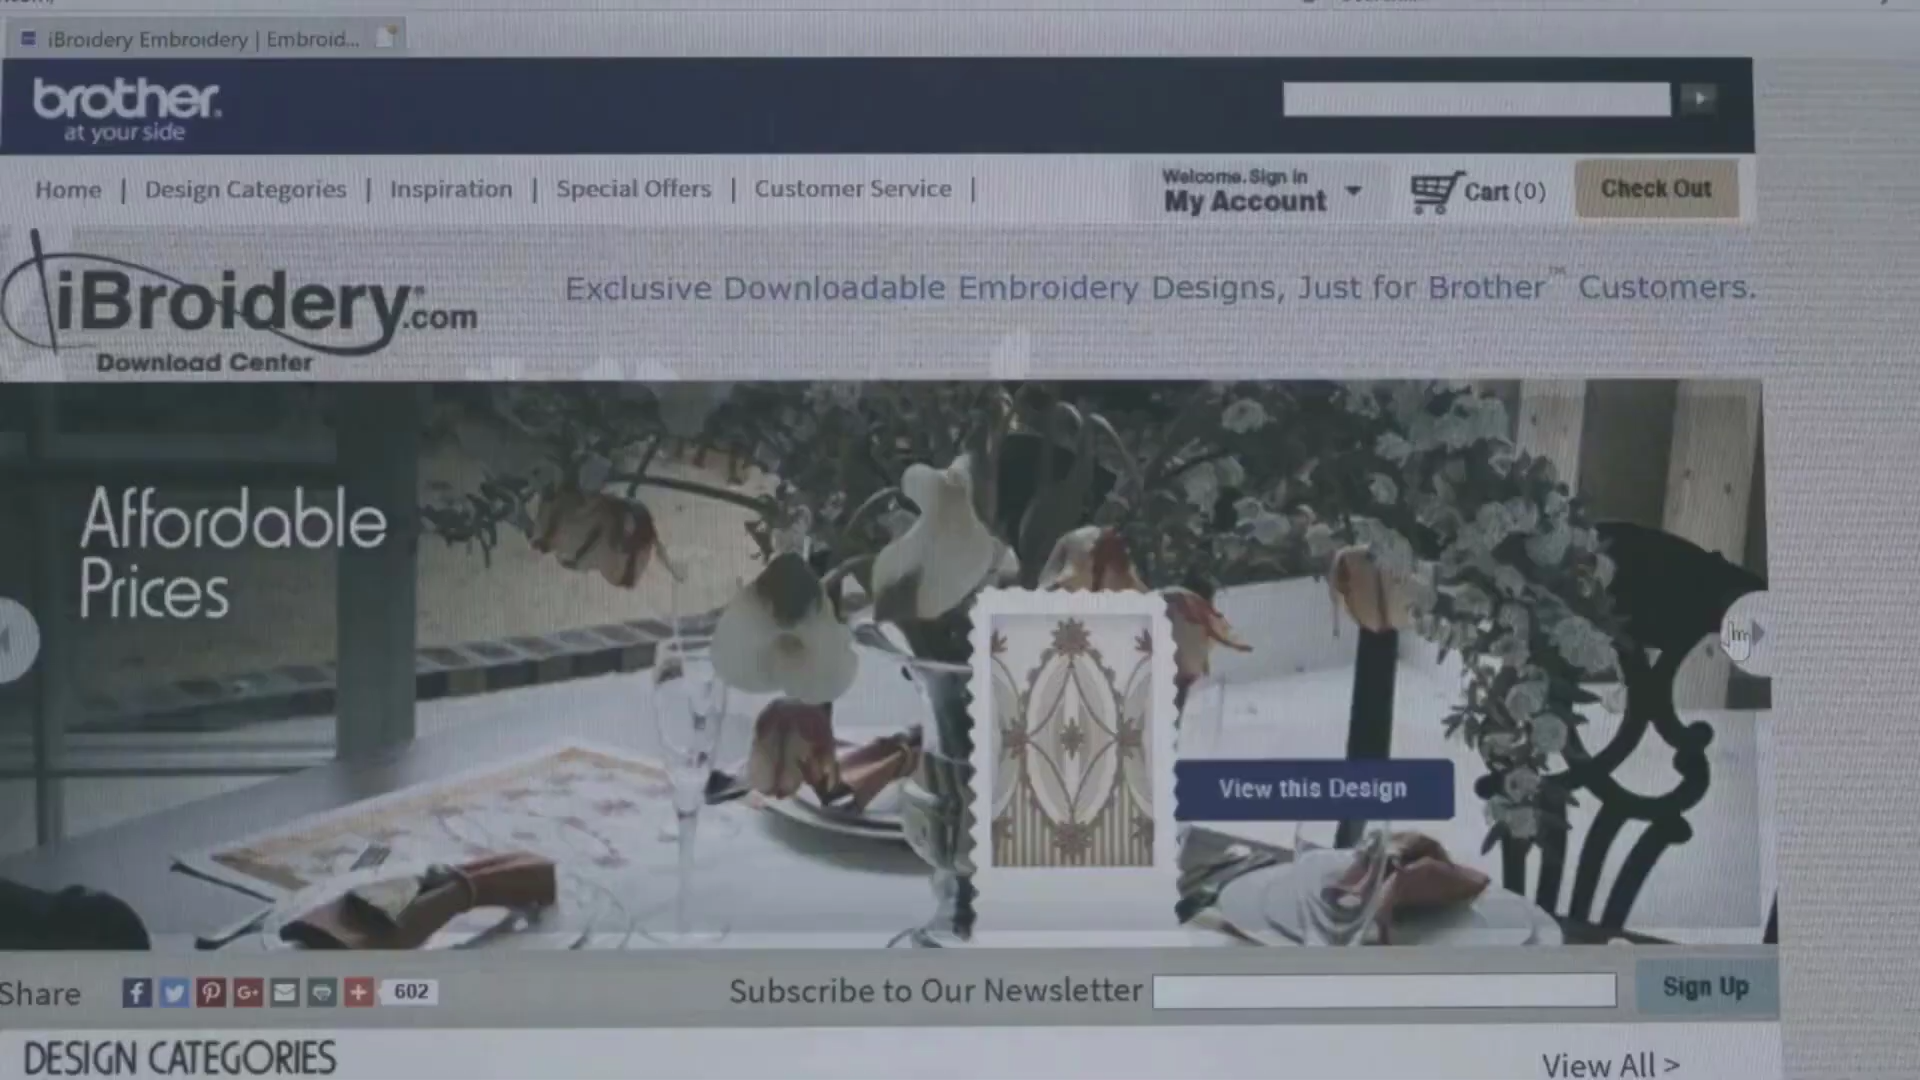 iBroidery Embroidery | Embroid...
brother
at your side
Home | Design Categories | Inspiration | Special Offers | Customer Service |
Welcome. Sign in
My Account
Cart (0)
Check Out
iBroidery.com
Download Center
Exclusive Downloadable Embroidery Designs, Just for Brother™ Customers.
Affordable
Prices
View this Design
Share
602
Subscribe to Our Newsletter
Sign Up
DESIGN CATEGORIES
View All >